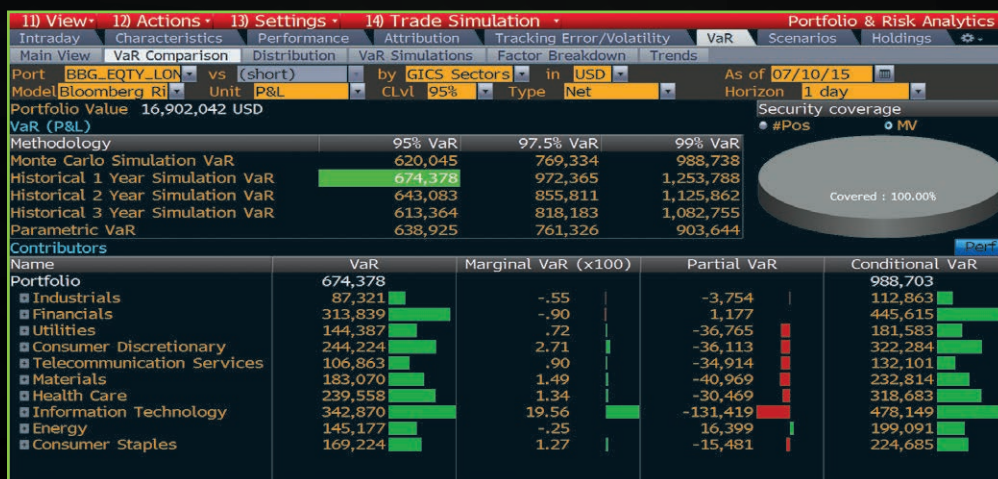 11) View 12) Actions 13) Settings 14) Trade Simulation Portfolio & Risk Analytics
Intraday Characteristics Performance Attribution Tracking Error/Volatility VaR Scenarios Holdings
Main View VaR Comparison Distribution VaR Simulations Factor Breakdown Trends
Port BBG_EQTY_LON vs (short) by GICS Sectors in USD As of 07/10/15
Model Bloomberg Ri Unit P&L CLvl 95% Type Net Horizon 1 day
Portfolio Value 16,902,042 USD Security coverage
VaR (P&L) #Pos MV
Methodology 95% VaR 97.5% VaR 99% VaR
Monte Carlo Simulation VaR 620,045 769,334 988,738
Historical 1 Year Simulation VaR 674,378 972,365 1,253,788
Historical 2 Year Simulation VaR 643,083 855,811 1,125,862
Covered : 100.00%
Historical 3 Year Simulation VaR 613,364 818,183 1,082,755
Parametric VaR 638,925 761,326 903,644
Contributors Perf
Name VaR Marginal VaR (x100) Partial VaR Conditional VaR
Portfolio 674,378 988,703
Industrials 87,321 -.55 -3,754 112,863
Financials 313,839 -.90 1,177 445,615
Utilities 144,387 .72 -36,765 181,583
Consumer Discretionary 244,224 2.71 -36,113 322,284
Telecommunication Services 106,863 .90 -34,914 132,101
Materials 183,070 1.49 -40,969 232,814
Health Care 239,558 1.34 -30,469 318,683
Information Technology 342,870 19.56 -131,419 478,149
Energy 145,177 -.25 16,399 199,091
Consumer Staples 169,224 1.27 -15,481 224,685